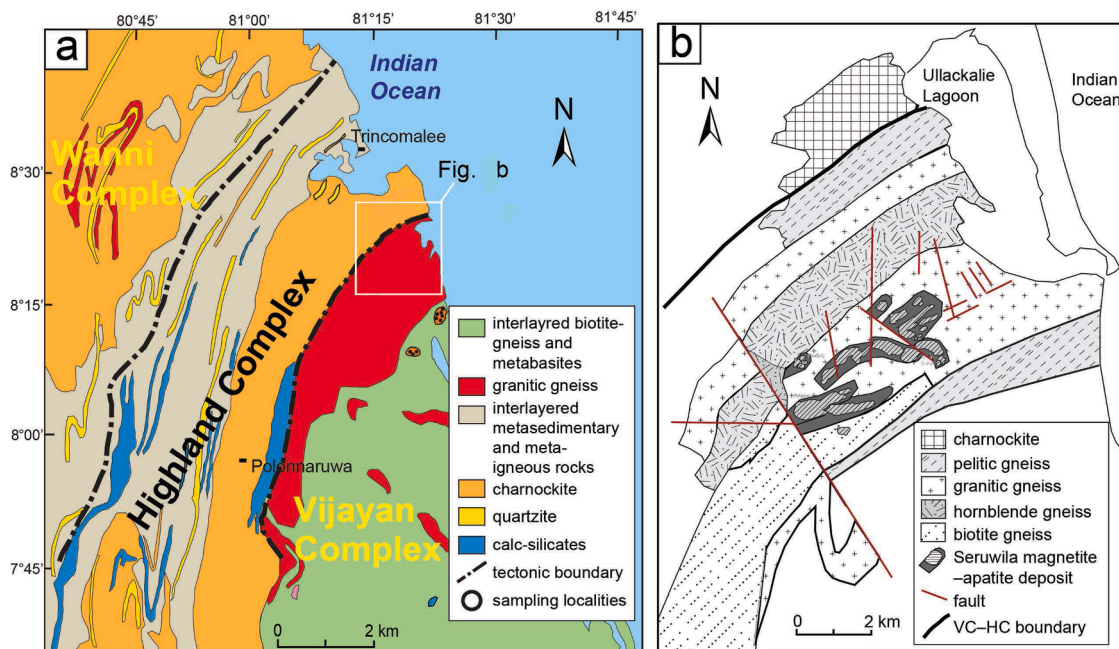 a
80°45'
81°00'
81°15'
81°30'
81°45'
8°30'
8°15'
8°00'
7°45'
Indian
Ocean
N
Trincomalee
Fig. b
Wanni
Complex
Highland Complex
Polonnaruwa
Vijayan
Complex
interlayred biotite-
gneiss and
metabasites
granitic gneiss
interlayered
metasedimentary
and meta-
igneous rocks
charnockite
quartzite
calc-silicates
tectonic boundary
sampling localities
0 2 km
b
N
Ullackalie
Lagoon
Indian
Ocean
charnockite
pelitic gneiss
granitic gneiss
hornblende gneiss
biotite gneiss
Seruwila magnetite
–apatite deposit
fault
VC–HC boundary
0 2 km